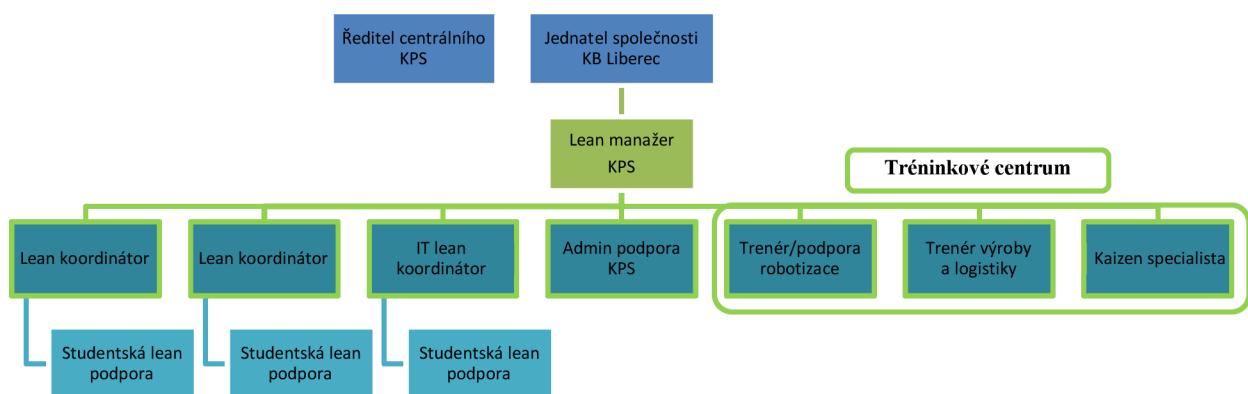 Ředitel centrálního
KPS
Jednatel společnosti
KB Liberec
Lean manažer
KPS
Tréninkové centrum
Lean koordinátor
Lean koordinátor
IT lean
koordinátor
Admin podpora
KPS
Trenér/podpora
robotizace
Trenér výroby
a logistiky
Kaizen specialista
Studentská lean
podpora
Studentská lean
podpora
Studentská lean
podpora